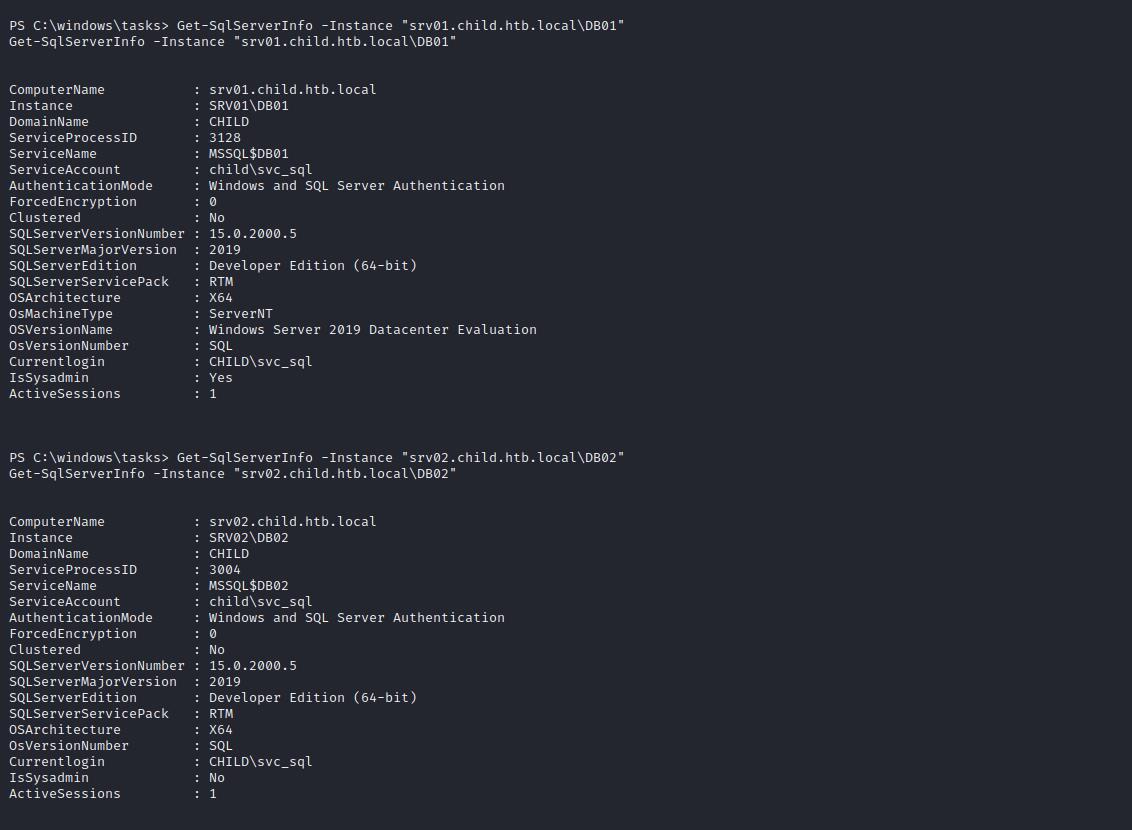 PS C:\windows\tasks> Get-SqlServerInfo -Instance "srv01.child.htb.local\DB01"
Get-SqlServerInfo -Instance "srv01.child.htb.local\DB01"
ComputerName           : srv01.child.htb.local
Instance               : SRV01\DB01
DomainName             : CHILD
ServiceProcessID       : 3128
ServiceName            : MSSQL$DB01
ServiceAccount         : child\svc_sql
AuthenticationMode     : Windows and SQL Server Authentication
ForcedEncryption       : 0
Clustered              : No
SQLServerVersionNumber : 15.0.2000.5
SQLServerMajorVersion  : 2019
SQLServerEdition       : Developer Edition (64-bit)
SQLServerServicePack   : RTM
OSArchitecture         : X64
OsMachineType          : ServerNT
OSVersionName          : Windows Server 2019 Datacenter Evaluation
OsVersionNumber        : SQL
Currentlogin           : CHILD\svc_sql
IsSysadmin             : Yes
ActiveSessions         : 1
PS C:\windows\tasks> Get-SqlServerInfo -Instance "srv02.child.htb.local\DB02"
Get-SqlServerInfo -Instance "srv02.child.htb.local\DB02"
ComputerName           : srv02.child.htb.local
Instance               : SRV02\DB02
DomainName             : CHILD
ServiceProcessID       : 3004
ServiceName            : MSSQL$DB02
ServiceAccount         : child\svc_sql
AuthenticationMode     : Windows and SQL Server Authentication
ForcedEncryption       : 0
Clustered              : No
SQLServerVersionNumber : 15.0.2000.5
SQLServerMajorVersion  : 2019
SQLServerEdition       : Developer Edition (64-bit)
SQLServerServicePack   : RTM
OSArchitecture         : X64
OsVersionNumber        : SQL
Currentlogin           : CHILD\svc_sql
IsSysadmin             : No
ActiveSessions         : 1